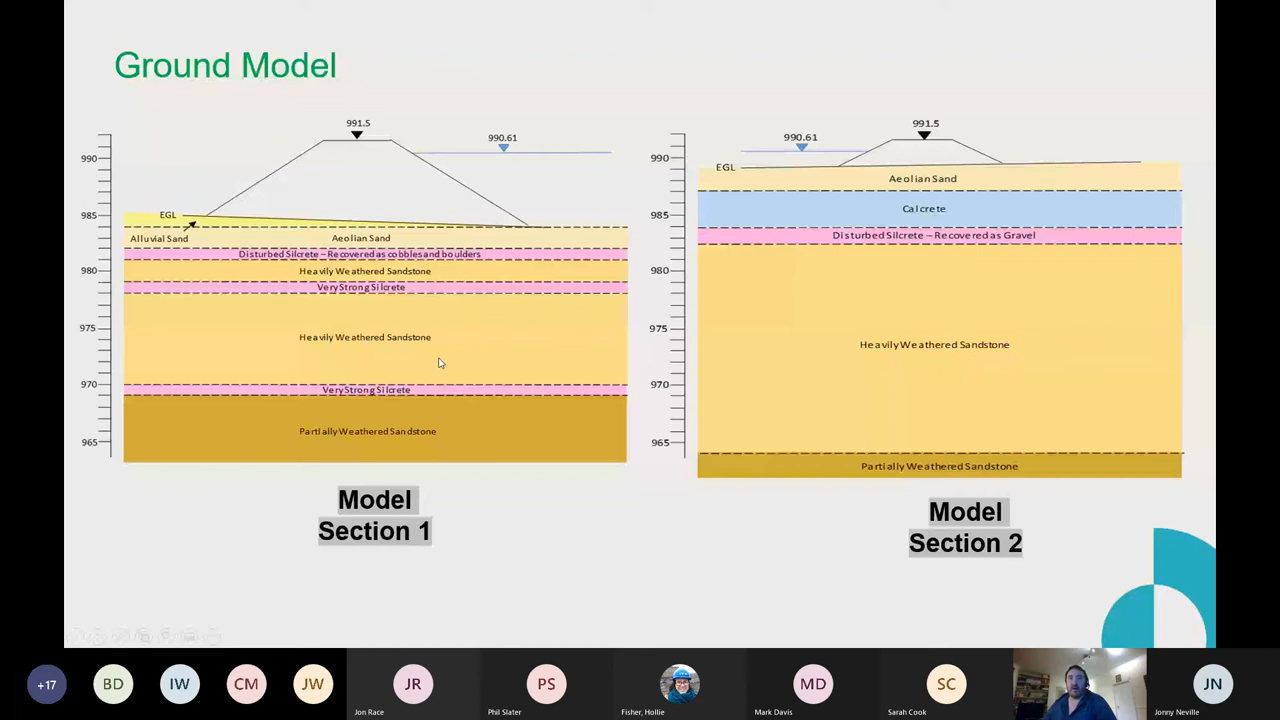 Ground Model
991.5
990.61
990
EGL
985
Alluvial Sand
Aeolian Sand
Disturbed Silcrete – Recovered as cobbles and boulders
980
Heavily Weathered Sandstone
Very Strong Silcrete
975
Heavily Weathered Sandstone
970
Very Strong Silcrete
Partially Weathered Sandstone
965
Model
Section 1
991.5
990.61
990
EGL
Aeolian Sand
985
Calcrete
Disturbed Silcrete – Recovered as Gravel
980
975
Heavily Weathered Sandstone
970
965
Partially Weathered Sandstone
Model
Section 2
+17
BD
IW
CM
JW
JR
Jon Race
PS
Phil Slater
Fisher, Hollie
MD
Mark Davis
SC
Sarah Cook
JN
Jonny Neville